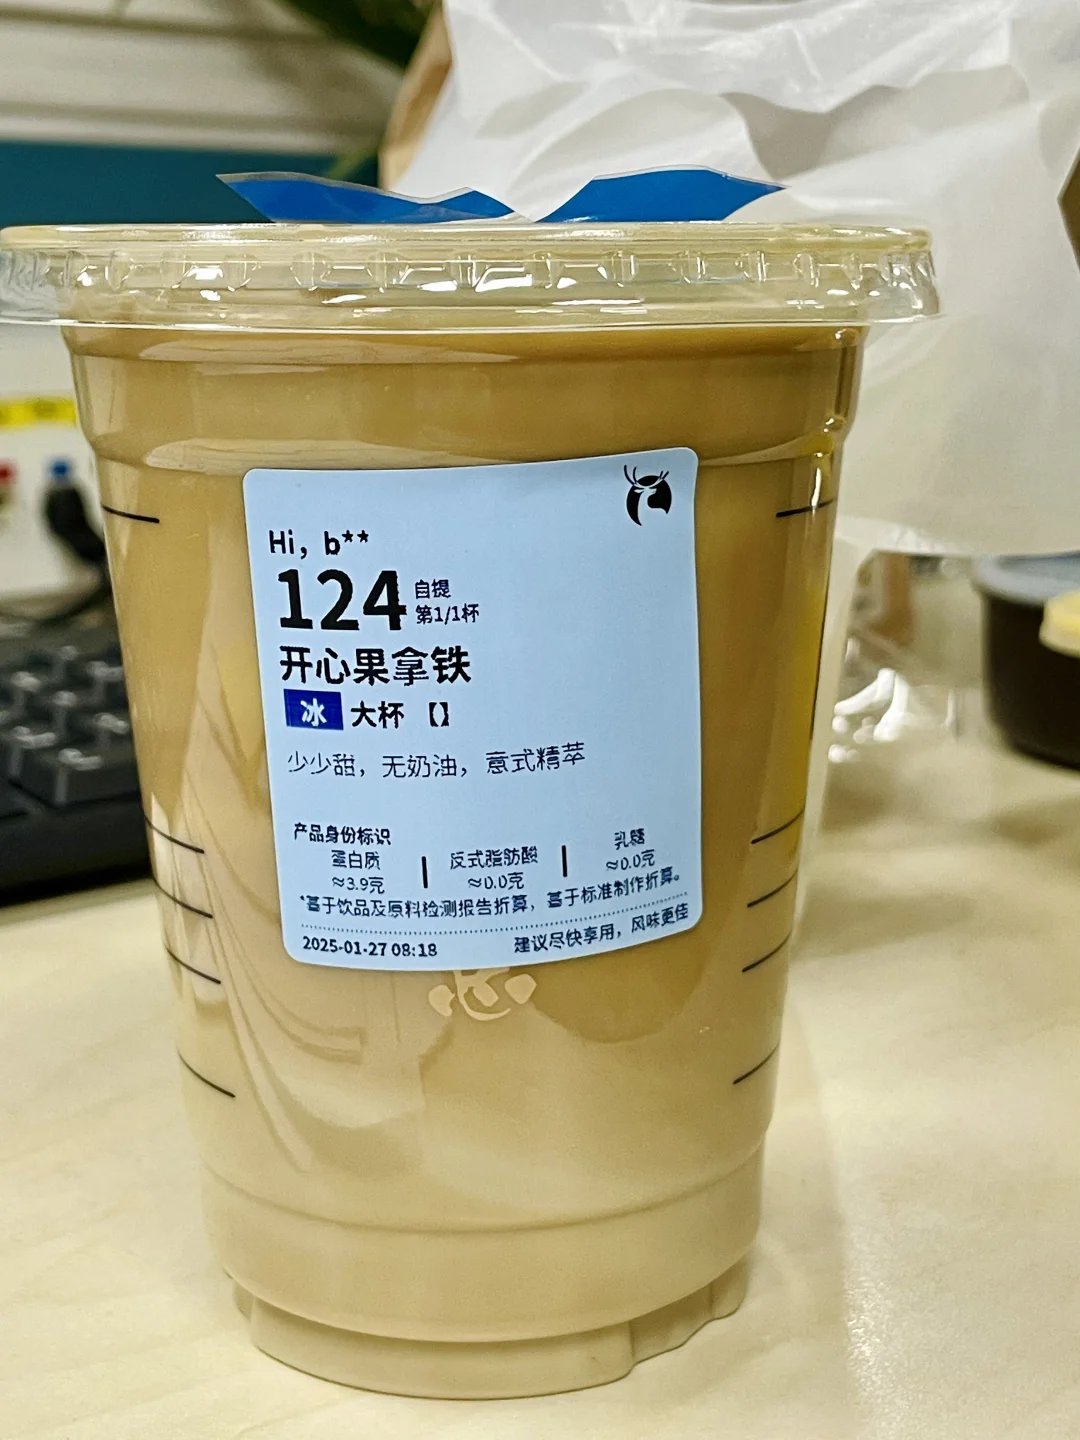 Hi, b**
124 自提
第1/1杯
开心果拿铁
冰 大杯 【】
少少甜，无奶油，意式精萃
产品身份标识
蛋白质
≈3.9克
反式脂肪酸
≈0.0克
乳糖
≈0.0克
*基于饮品及原料检测报告折算，基于标准制作折算。
2025-01-27 08:18 建议尽快享用，风味更佳